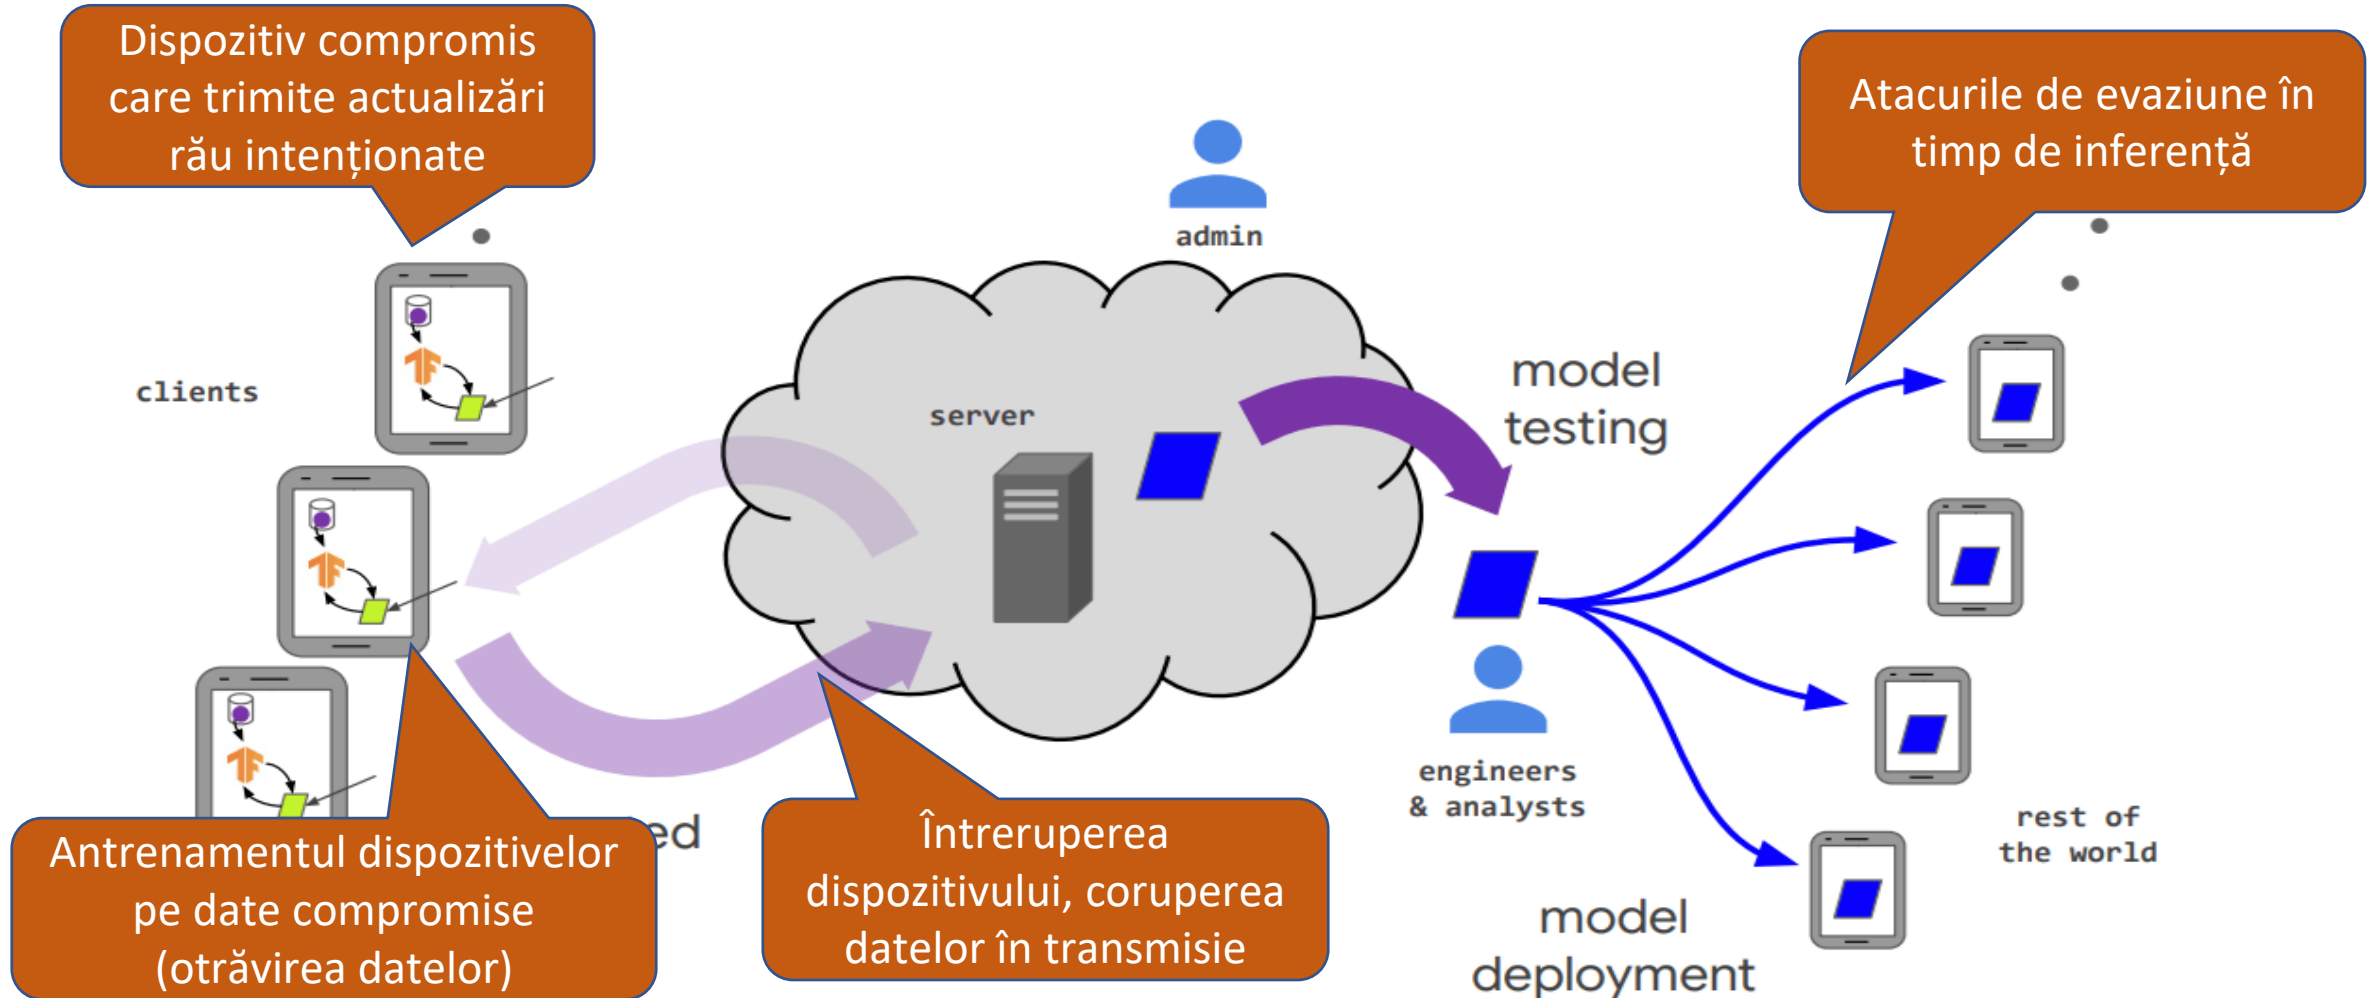 Dispozitiv compromis
care trimite actualizări
rău intenționate
Atacurile de evaziune în
timp de inferență
admin
clients
server
model
testing
engineers
& analysts
rest of
the world
model
deployment
Antrenamentul dispozitivelor
pe date compromise
(otrăvirea datelor)
Întreruperea
dispozitivului, coruperea
datelor în transmisie